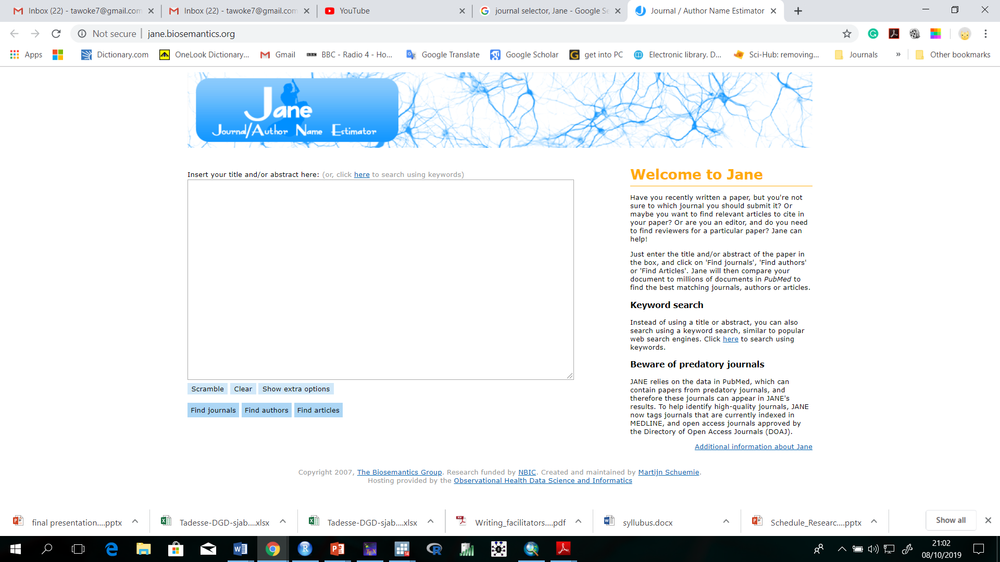 Inbox (22) - tawoke7@gmail.com
Inbox (22) - tawoke7@gmail.com
YouTube
journal selector, Jane - Google Se
Journal / Author Name Estimator
Not secure | jane.biosemantics.org
Apps
Dictionary.com
OneLook Dictionary...
Gmail
BBC - Radio 4 - Ho...
Google Translate
Google Scholar
get into PC
Electronic library. D...
Sci-Hub: removing...
Journals
»
Other bookmarks
Jane
Journal/Author Name Estimator
Insert your title and/or abstract here: (or, click here to search using keywords)
Scramble
Clear
Show extra options
Find journals
Find authors
Find articles
Welcome to Jane
Have you recently written a paper, but you're not
sure to which journal you should submit it? Or
maybe you want to find relevant articles to cite in
your paper? Or are you an editor, and do you need
to find reviewers for a particular paper? Jane can
help!
Just enter the title and/or abstract of the paper in
the box, and click on 'Find journals', 'Find authors'
or 'Find Articles'. Jane will then compare your
document to millions of documents in PubMed to
find the best matching journals, authors or articles.
Keyword search
Instead of using a title or abstract, you can also
search using a keyword search, similar to popular
web search engines. Click here to search using
keywords.
Beware of predatory journals
JANE relies on the data in PubMed, which can
contain papers from predatory journals, and
therefore these journals can appear in JANE's
results. To help identify high-quality journals, JANE
now tags journals that are currently indexed in
MEDLINE, and open access journals approved by
the Directory of Open Access Journals (DOAJ).
Additional information about Jane
Copyright 2007, The Biosemantics Group. Research funded by NBIC. Created and maintained by Martijn Schuemie.
Hosting provided by the Observational Health Data Science and Informatics
final presentation....pptx
Tadesse-DGD-sjab....xlsx
Tadesse-DGD-sjab....xlsx
Writing_facilitators....pdf
syllubus.docx
Schedule_Researc....pptx
Show all
21:02
08/10/2019